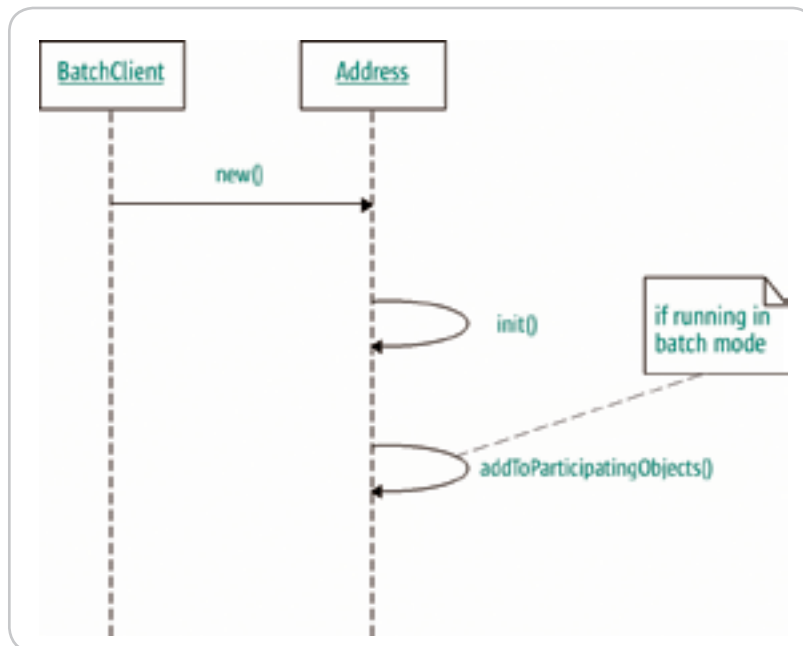 BatchClient
Address
new()
init()
if running in
batch mode
addToParticipatingObjects()